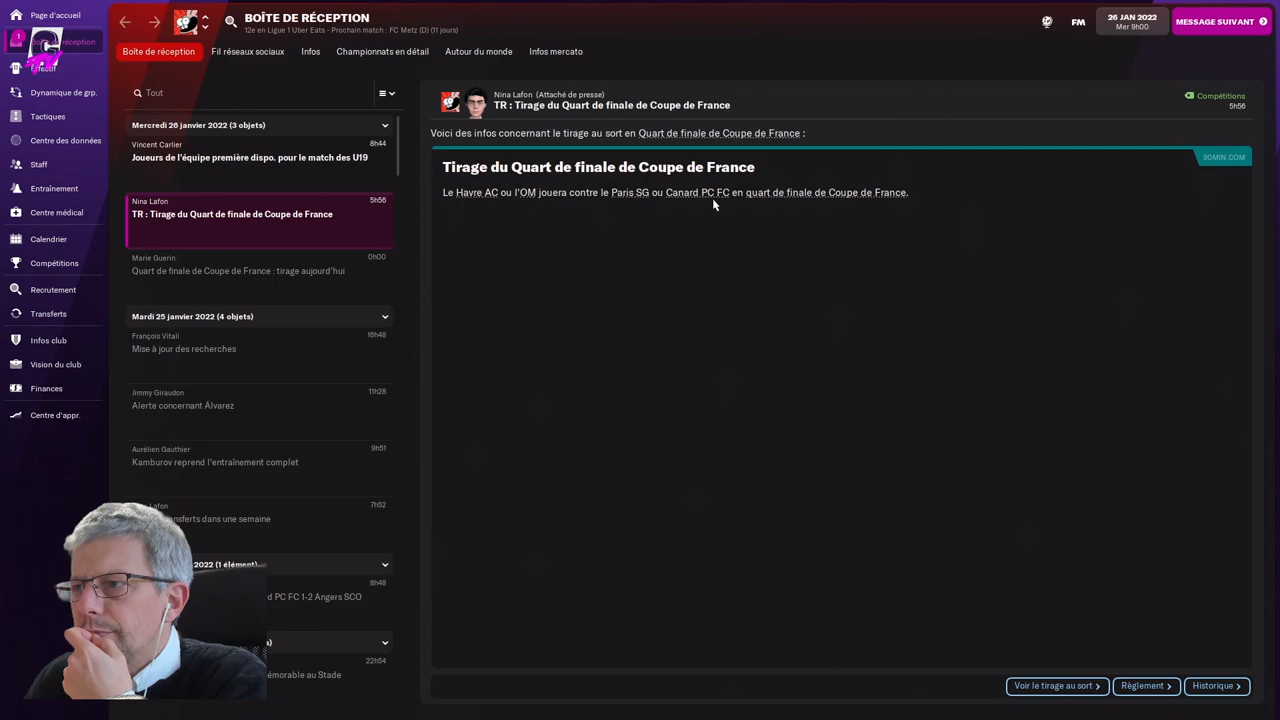 Page d'accueil
BOÎTE DE RÉCEPTION
12e en Ligue 1 Uber Eats - Prochain match : FC Metz (D) (11 jours)
FM
26 JAN 2022
Mer 9h00
MESSAGE SUIVANT
1
Boîte de réception
Effectif
Dynamique de grp.
Tactiques
Centre des données
Staff
Entraînement
Centre médical
Calendrier
Compétitions
Recrutement
Transferts
Infos club
Vision du club
Finances
Centre d'appr.
Boîte de réception
Fil réseaux sociaux
Infos
Championnats en détail
Autour du monde
Infos mercato
Tout
Mercredi 26 janvier 2022 (3 objets)
Vincent Carlier
8h44
Joueurs de l'équipe première dispo. pour le match des U19
Nina Lafon
5h56
TR : Tirage du Quart de finale de Coupe de France
Marie Guerin
0h00
Quart de finale de Coupe de France : tirage aujourd'hui
Mardi 25 janvier 2022 (4 objets)
François Vitali
16h48
Mise à jour des recherches
Jimmy Giraudon
11h28
Alerte concernant Álvarez
Aurélien Gauthier
9h51
Kamburov reprend l'entraînement complet
Lafon
7h52
transferts dans une semaine
2022 (1 élément)
8h48
PC FC 1-2 Angers SCO
22h54
mémorable au Stade
Nina Lafon (Attaché de presse)
TR : Tirage du Quart de finale de Coupe de France
Compétitions
5h56
Voici des infos concernant le tirage au sort en Quart de finale de Coupe de France :
90MIN.COM
Tirage du Quart de finale de Coupe de France
Le Havre AC ou l'OM jouera contre le Paris SG ou Canard PC FC en quart de finale de Coupe de France.
Voir le tirage au sort
Règlement
Historique